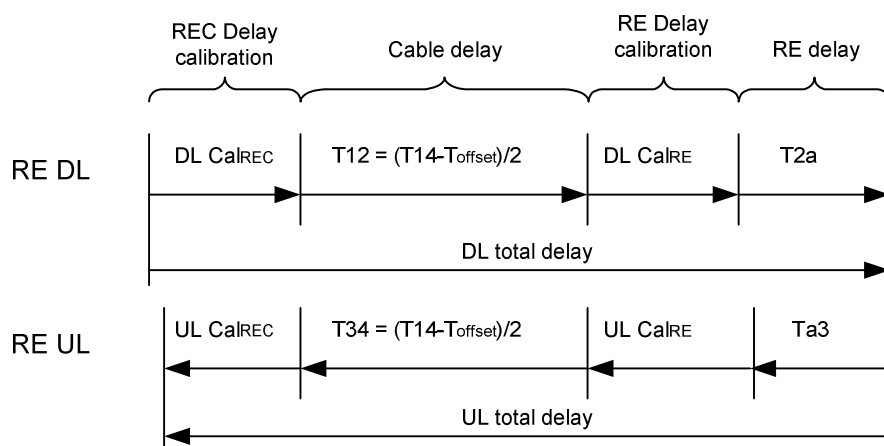 REC Delay
calibration
Cable delay
RE Delay
calibration
RE delay
RE DL
DL CalREC
T12 = (T14-Toffset)/2
DL CalRE
T2a
DL total delay
RE UL
UL CalREC
T34 = (T14-Toffset)/2
UL CalRE
Ta3
UL total delay